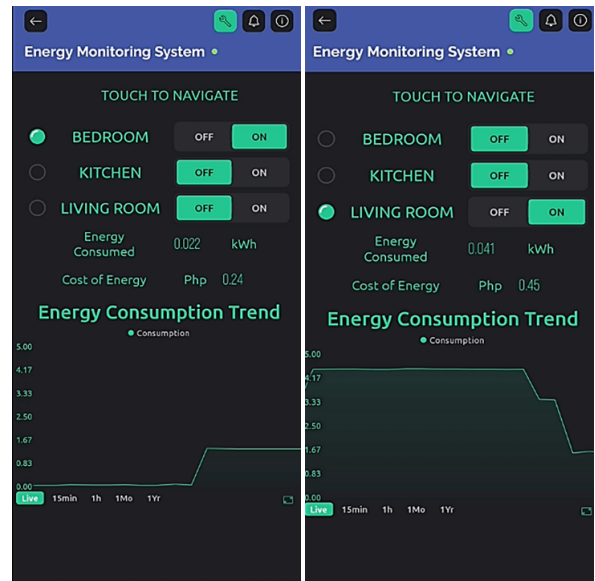 Energy Monitoring System
TOUCH TO NAVIGATE
BEDROOM OFF ON
KITCHEN OFF ON
LIVING ROOM OFF ON
Energy
Consumed 0.022 kWh
Cost of Energy Php 0.24
Energy Consumption Trend
Consumption
5.00
4.17
3.33
2.50
1.67
0.83
0.00
Live 15min 1h 1Mo 1Yr
Energy Monitoring System
TOUCH TO NAVIGATE
BEDROOM OFF ON
KITCHEN OFF ON
LIVING ROOM OFF ON
Energy
Consumed 0.041 kWh
Cost of Energy Php 0.45
Energy Consumption Trend
Consumption
5.00
4.17
3.33
2.50
1.67
0.83
0.00
Live 15min 1h 1Mo 1Yr